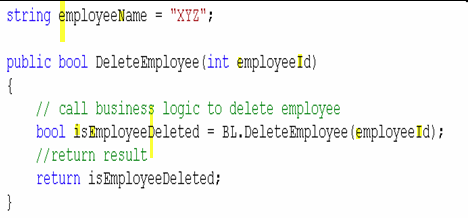 string employeeName = "XYZ";
public bool DeleteEmployee(int employeeId)
{
// call business logic to delete employee
bool isEmployeeDeleted = BL.DeleteEmployee(employeeId);
//return result
return isEmployeeDeleted;
}